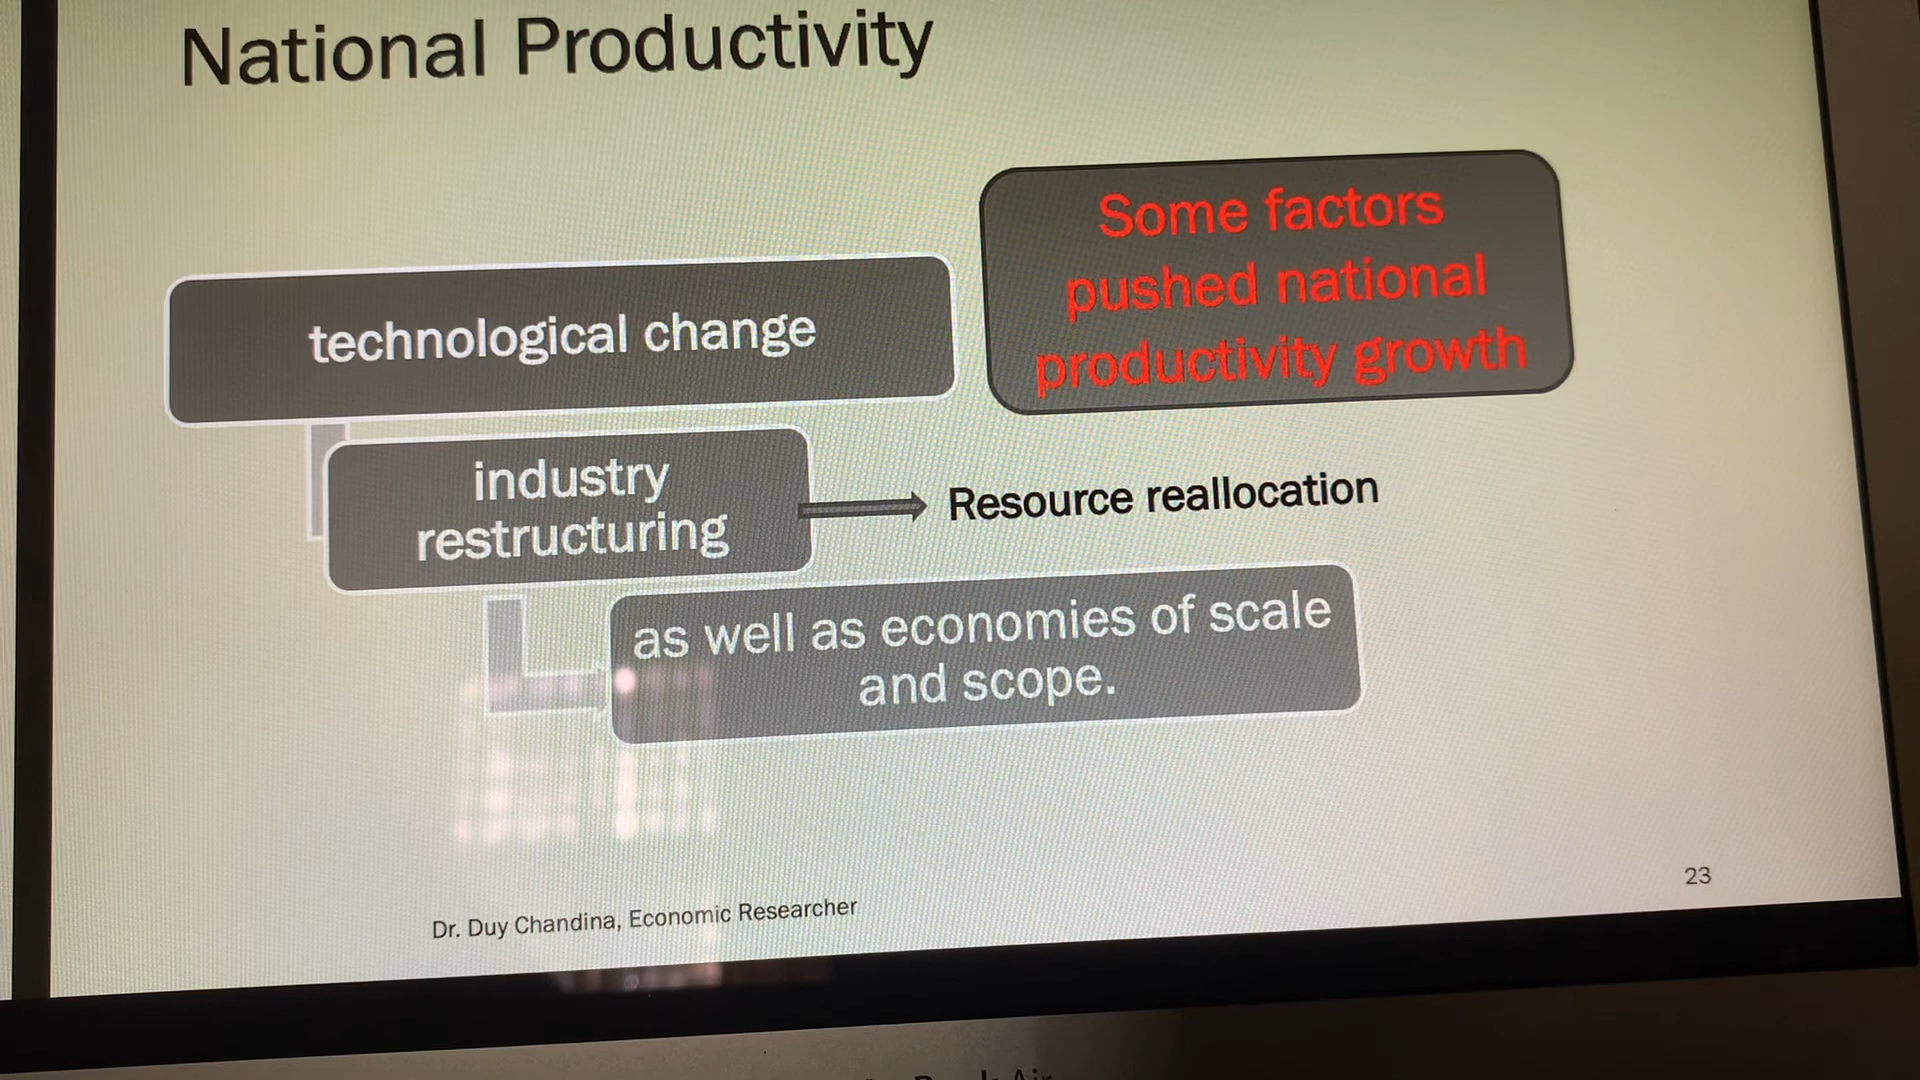 National Productivity
Some factors
pushed national
productivity growth
technological change
industry
restructuring
Resource reallocation
as well as economies of scale
and scope.
Dr. Duy Chandina, Economic Researcher
23
Air